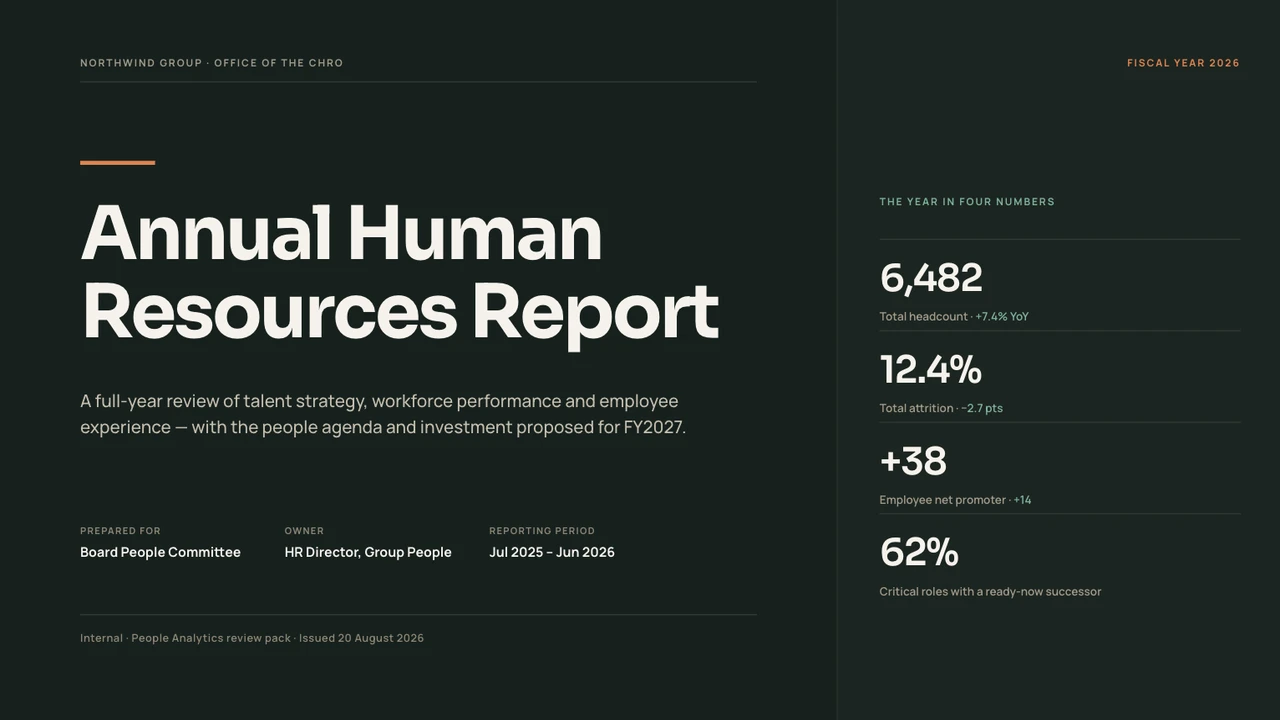 NORTHWIND GROUP · OFFICE OF THE CHRO
FISCAL YEAR 2026
Annual Human
Resources Report
A full-year review of talent strategy, workforce performance and employee
experience — with the people agenda and investment proposed for FY2027.
PREPARED FOR
Board People Committee
OWNER
HR Director, Group People
REPORTING PERIOD
Jul 2025 – Jun 2026
Internal · People Analytics review pack · Issued 20 August 2026
THE YEAR IN FOUR NUMBERS
6,482
Total headcount · +7.4% YoY
12.4%
Total attrition · −2.7 pts
+38
Employee net promoter · +14
62%
Critical roles with a ready-now successor